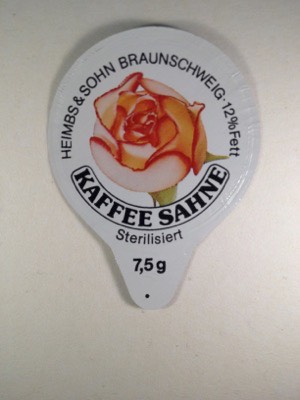 HEIMBS & SOHN BRAUNSCHWEIG · 12% Fett
KAFFEE SAHNE
Sterilisiert
7,5 g